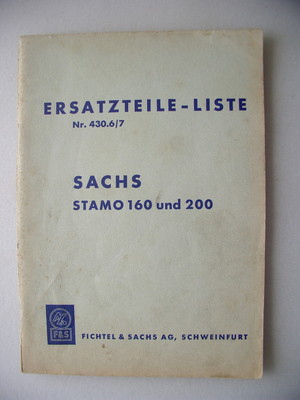 ERSATZTEILE-LISTE
Nr. 430.6/7
SACHS
STAMO 160 und 200
F&S
FICHTEL & SACHS AG, SCHWEINFURT